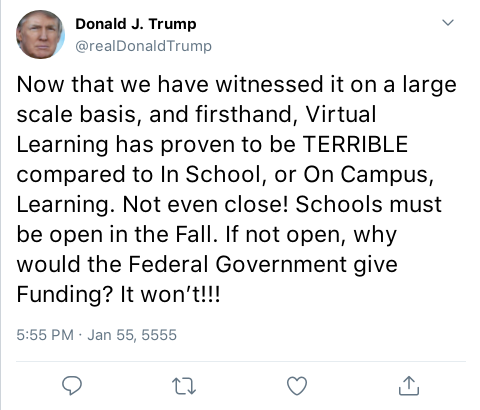 Donald J. Trump
@realDonaldTrump
Now that we have witnessed it on a large
scale basis, and firsthand, Virtual
Learning has proven to be TERRIBLE
compared to In School, or On Campus,
Learning. Not even close! Schools must
be open in the Fall. If not open, why
would the Federal Government give
Funding? It won’t!!!
5:55 PM · Jan 55, 5555